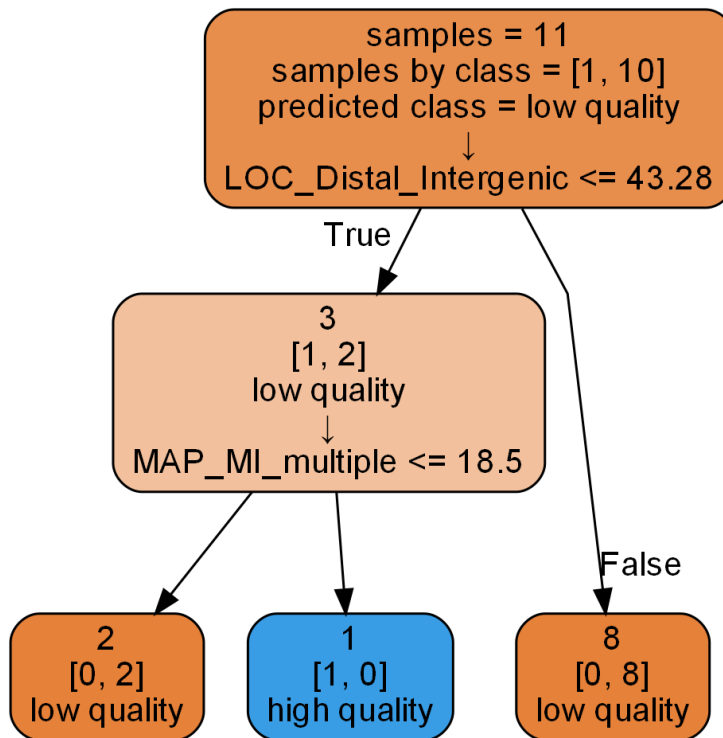 samples = 11
samples by class = [1, 10]
predicted class = low quality
↓
LOC_Distal_Intergenic <= 43.28
True
3
[1, 2]
low quality
↓
MAP_MI_multiple <= 18.5
False
2
[0, 2]
low quality
1
[1, 0]
high quality
8
[0, 8]
low quality